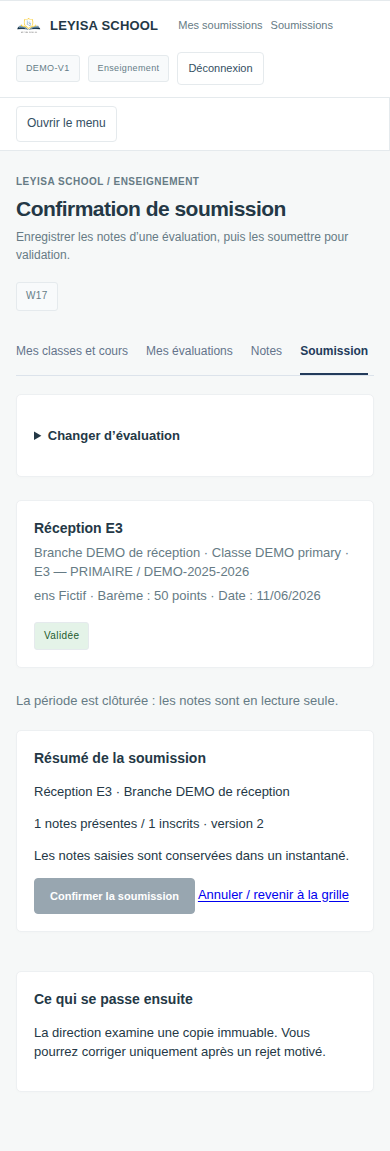 LEYISA SCHOOL Mes soumissions Soumissions
DEMO-V1 Enseignement Déconnexion
Ouvrir le menu
LEYISA SCHOOL / ENSEIGNEMENT
Confirmation de soumission
Enregistrer les notes d’une évaluation, puis les soumettre pour
validation.
W17
Mes classes et cours Mes évaluations Notes Soumission
Changer d’évaluation
Réception E3
Branche DEMO de réception · Classe DEMO primary ·
E3 — PRIMAIRE / DEMO-2025-2026
ens Fictif · Barème : 50 points · Date : 11/06/2026
Validée
La période est clôturée : les notes sont en lecture seule.
Résumé de la soumission
Réception E3 · Branche DEMO de réception
1 notes présentes / 1 inscrits · version 2
Les notes saisies sont conservées dans un instantané.
Confirmer la soumission Annuler / revenir à la grille
Ce qui se passe ensuite
La direction examine une copie immuable. Vous
pourrez corriger uniquement après un rejet motivé.